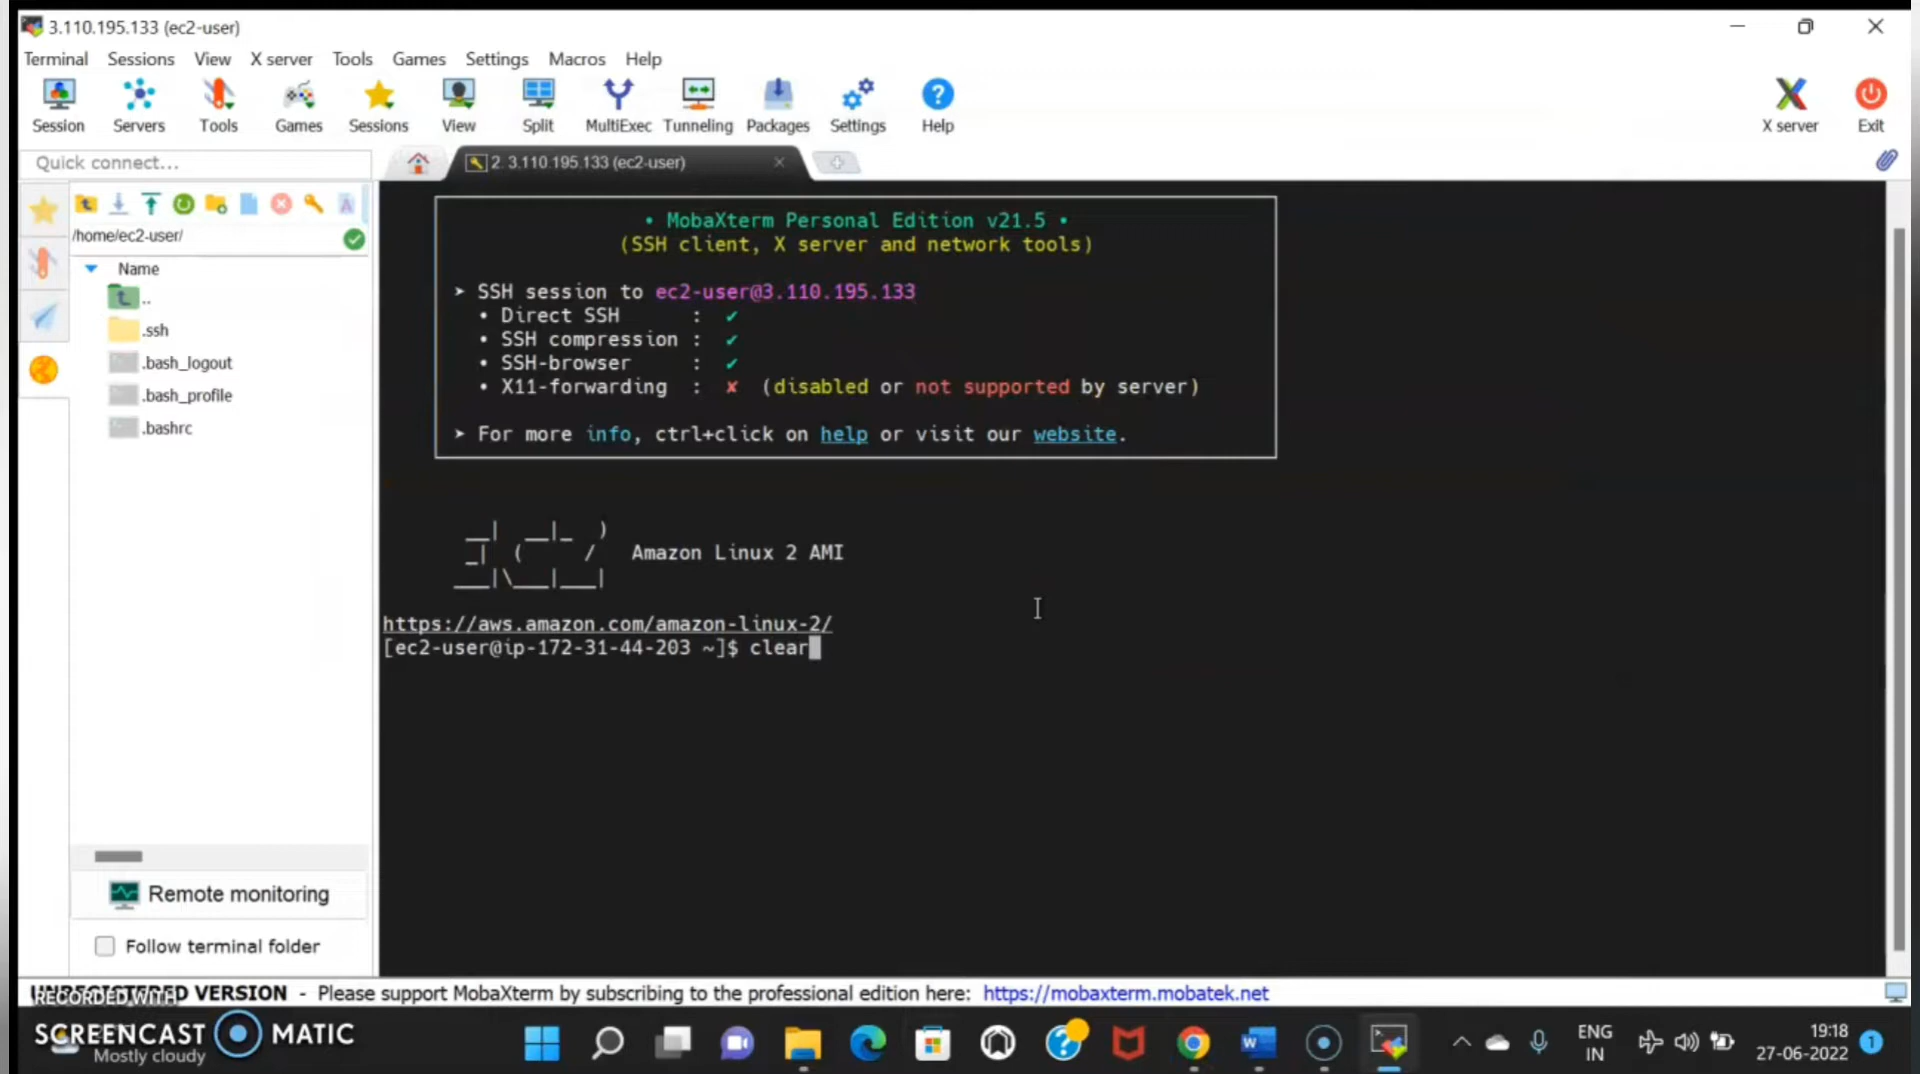 3.110.195.133 (ec2-user)
Terminal Sessions View X server Tools Games Settings Macros Help
Session Servers Tools Games Sessions View Split MultiExec Tunneling Packages Settings Help X server Exit
Quick connect...
2. 3.110.195.133 (ec2-user)
/home/ec2-user/
Name
..
.ssh
.bash_logout
.bash_profile
.bashrc
Remote monitoring
Follow terminal folder
• MobaXterm Personal Edition v21.5 •
(SSH client, X server and network tools)
➤ SSH session to ec2-user@3.110.195.133
• Direct SSH : ✔
• SSH compression : ✔
• SSH-browser : ✔
• X11-forwarding : ✘ (disabled or not supported by server)
➤ For more info, ctrl+click on help or visit our website.
__|  __|_  )
_|  (     /   Amazon Linux 2 AMI
___|\___|___|
https://aws.amazon.com/amazon-linux-2/
[ec2-user@ip-172-31-44-203 ~]$ clear
UNREGISTERED VERSION - Please support MobaXterm by subscribing to the professional edition here: https://mobaxterm.mobatek.net
RECORDED WITH
SCREENCAST MATIC
Mostly cloudy
ENG
IN
19:18
27-06-2022
1